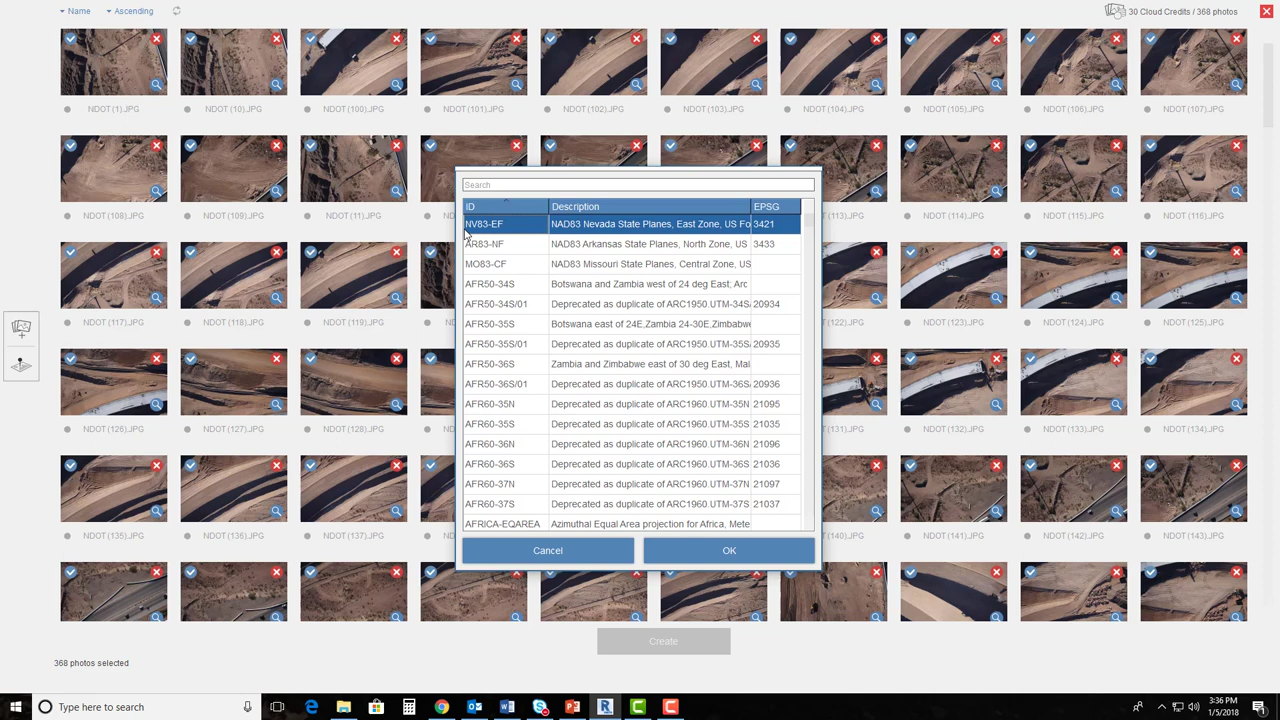 Name
Ascending
30 Cloud Credits / 368 photos
NDOT (1).JPG
NDOT (10).JPG
NDOT (100).JPG
NDOT (101).JPG
NDOT (102).JPG
NDOT (103).JPG
NDOT (104).JPG
NDOT (105).JPG
NDOT (106).JPG
NDOT (107).JPG
NDOT (108).JPG
NDOT (109).JPG
NDOT (11).JPG
(113).JPG
NDOT (114).JPG
NDOT (115).JPG
NDOT (116).JPG
NDOT (117).JPG
NDOT (118).JPG
NDOT (119).JPG
(122).JPG
NDOT (123).JPG
NDOT (124).JPG
NDOT (125).JPG
NDOT (126).JPG
NDOT (127).JPG
NDOT (128).JPG
(131).JPG
NDOT (132).JPG
NDOT (133).JPG
NDOT (134).JPG
NDOT (135).JPG
NDOT (136).JPG
NDOT (137).JPG
(140).JPG
NDOT (141).JPG
NDOT (142).JPG
NDOT (143).JPG
Search
ID Description EPSG
NV83-EF NAD83 Nevada State Planes, East Zone, US Fo 3421
AR83-NF NAD83 Arkansas State Planes, North Zone, US 3433
MO83-CF NAD83 Missouri State Planes, Central Zone, US
AFR50-34S Botswana and Zambia west of 24 deg East; Arc
AFR50-34S/01 Deprecated as duplicate of ARC1950.UTM-34S/ 20934
AFR50-35S Botswana east of 24E,Zambia 24-30E,Zimbabwe
AFR50-35S/01 Deprecated as duplicate of ARC1950.UTM-35S/ 20935
AFR50-36S Zambia and Zimbabwe east of 30 deg East, Mal
AFR50-36S/01 Deprecated as duplicate of ARC1950.UTM-36S/ 20936
AFR60-35N Deprecated as duplicate of ARC1960.UTM-35N 21095
AFR60-35S Deprecated as duplicate of ARC1960.UTM-35S 21035
AFR60-36N Deprecated as duplicate of ARC1960.UTM-36N 21096
AFR60-36S Deprecated as duplicate of ARC1960.UTM-36S 21036
AFR60-37N Deprecated as duplicate of ARC1960.UTM-37N 21097
AFR60-37S Deprecated as duplicate of ARC1960.UTM-37S 21037
AFRICA-EQAREA Azimuthal Equal Area projection for Africa, Mete
Cancel
OK
Create
368 photos selected
Type here to search
3:36 PM
1/5/2018